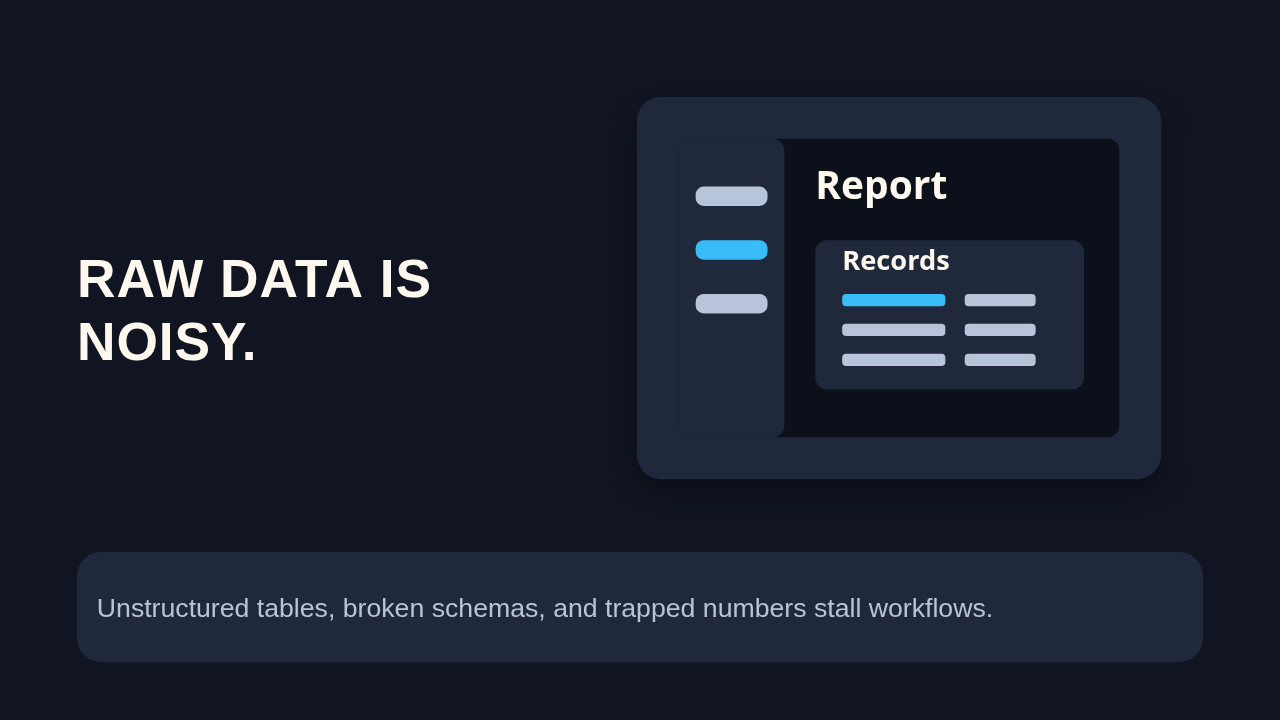 RAW DATA IS
NOISY.
Report
Records
Unstructured tables, broken schemas, and trapped numbers stall workflows.